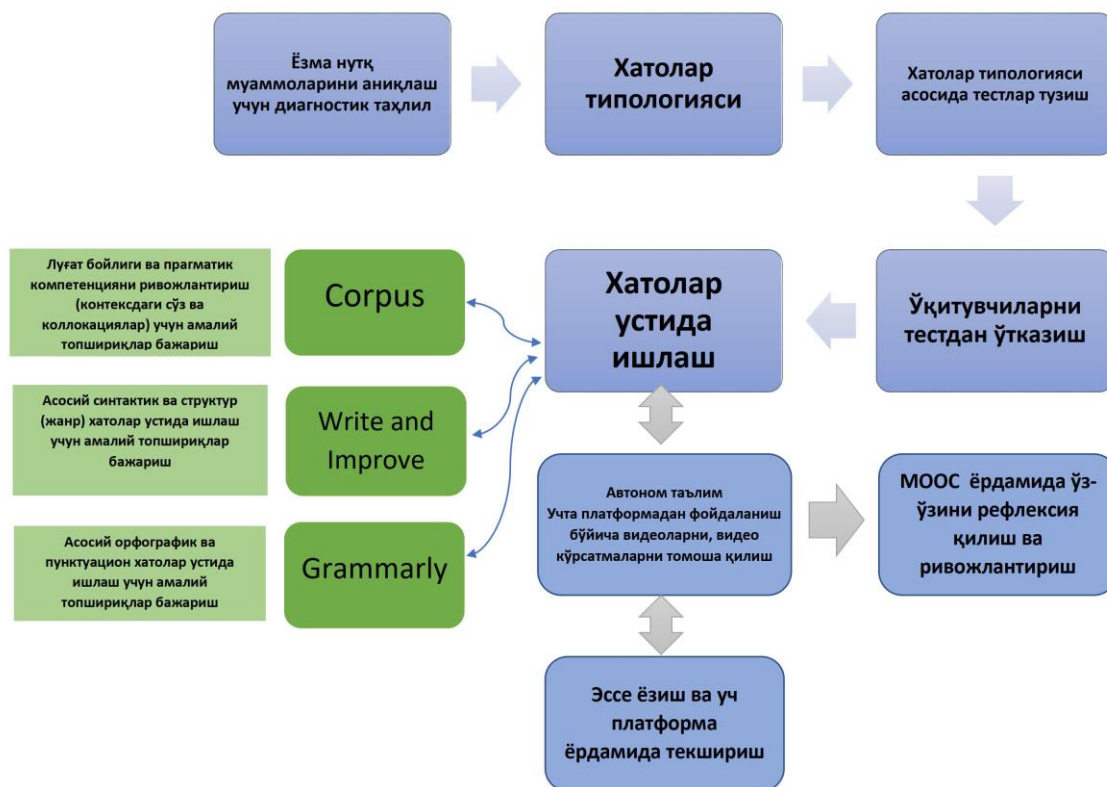 Ёзма нутқ
муаммоларини аниқлаш
учун диагностик таҳлил
Хатолар
типологияси
Хатолар типологияси
асосида тестлар тузиш
Луғат бойлиги ва прагматик
компетенцияни ривожлантириш
(контексдаги сўз ва
коллокациялар) учун амалий
топшириқлар бажариш
Corpus
Хатолар
устида
ишлаш
Ўқитувчиларни
тестдан ўтказиш
Асосий синтактик ва структур
(жанр) хатолар устида ишлаш
учун амалий топшириқлар
бажариш
Write and
Improve
Автоном таълим
Учта платформадан фойдаланиш
бўйича видеоларни, видео
кўрсатмаларни томоша қилиш
МООС ёрдамида ўз-
ўзини рефлексия
қилиш ва
ривожлантириш
Асосий орфографик ва
пунктуацион хатолар устида
ишлаш учун амалий
топшириқлар бажариш
Grammarly
Эссе ёзиш ва уч
платформа
ёрдамида текшириш